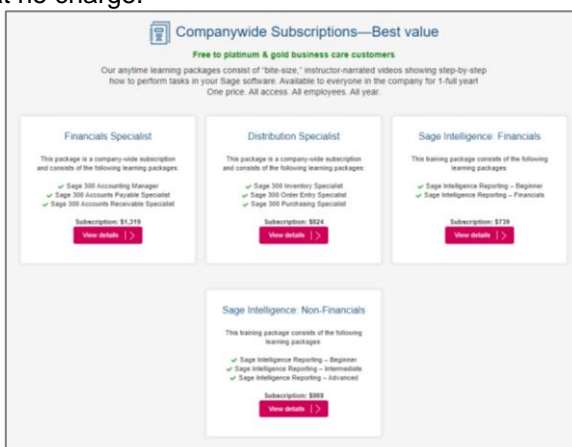 at no charge.
Companywide Subscriptions—Best value
Free to platinum & gold business care customers
Our anytime learning packages consist of "bite-size," instructor-narrated videos showing step-by-step
how to perform tasks in your Sage software. Available to everyone in the company for 1-full year!
One price. All access. All employees. All year.
Financials Specialist
This package is a company-wide subscription
and consists of the following learning packages:
Sage 300 Accounting Manager
Sage 300 Accounts Payable Specialist
Sage 300 Accounts Receivable Specialist
Subscription: $1,319
View details
Distribution Specialist
This package is a company-wide subscription
and consists of the following learning packages:
Sage 300 Inventory Specialist
Sage 300 Order Entry Specialist
Sage 300 Purchasing Specialist
Subscription: $824
View details
Sage Intelligence: Financials
This training package consists of the following
learning packages:
Sage Intelligence Reporting – Beginner
Sage Intelligence Reporting – Financials
Subscription: $739
View details
Sage Intelligence: Non-Financials
This training package consists of the following
learning packages
Sage Intelligence Reporting – Beginner
Sage Intelligence Reporting – Intermediate
Sage Intelligence Reporting – Advanced
Subscription: $989
View details